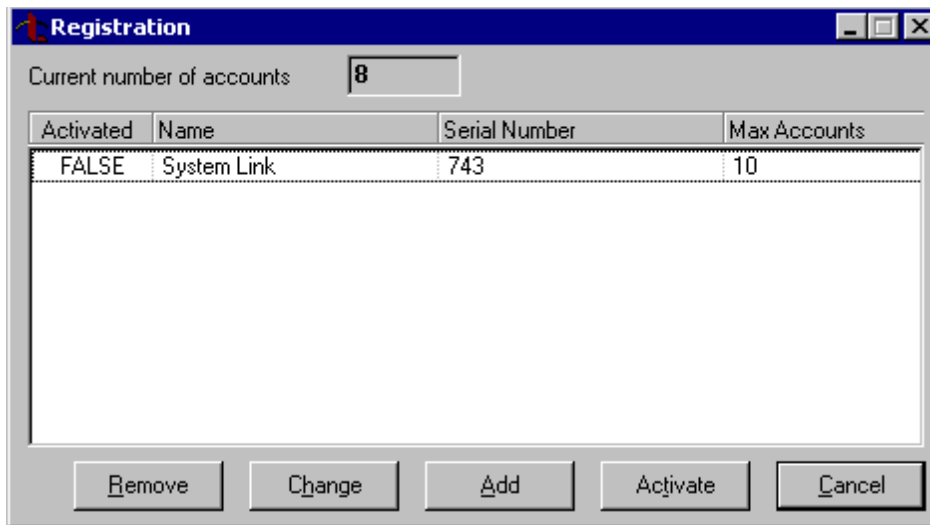 Registration
Current number of accounts 8
Activated Name Serial Number Max Accounts
FALSE System Link 743 10
Remove Change Add Activate Cancel